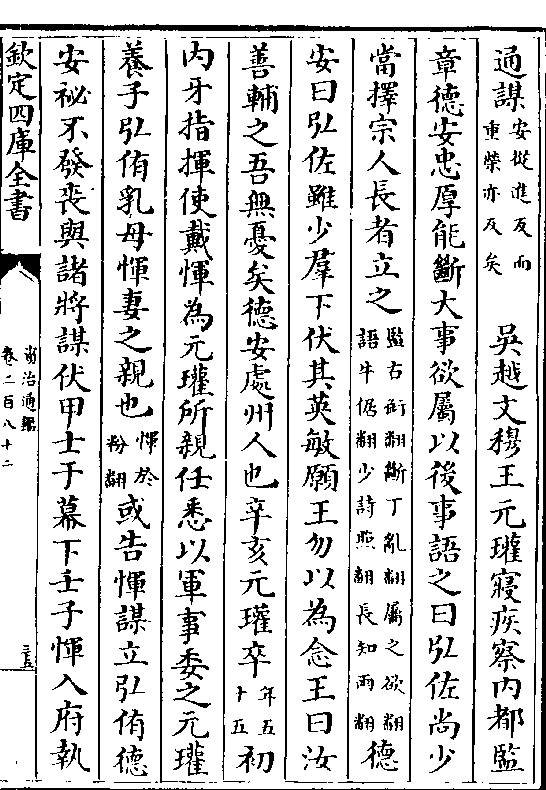 通謀安從進反而重榮亦反矣 吳越文穆王元瓘寢疾察内都監
章德安忠厚能斷大事欲屬以後事語之曰弘佐尚少
當擇宗人長者立之監右銜翻斷丁亂翻屬之欲翻語牛倨翻少詩照翻長知兩翻德
安曰弘佐雖少羣下伏其英敏願王勿以為念王曰汝
善輔之吾無憂矣德安處州人也辛亥元瓘卒年五十五初
内牙指揮使戴惲為元瓘所親任悉以軍事委之元瓘
養子弘侑乳母惲妻之親也惲於粉翻或告惲謀立弘侑德
安祕不發喪與諸將謀伏甲士于幕下壬子惲入府執
欽定四庫全書
資治通鑑
卷二百八十二
三五